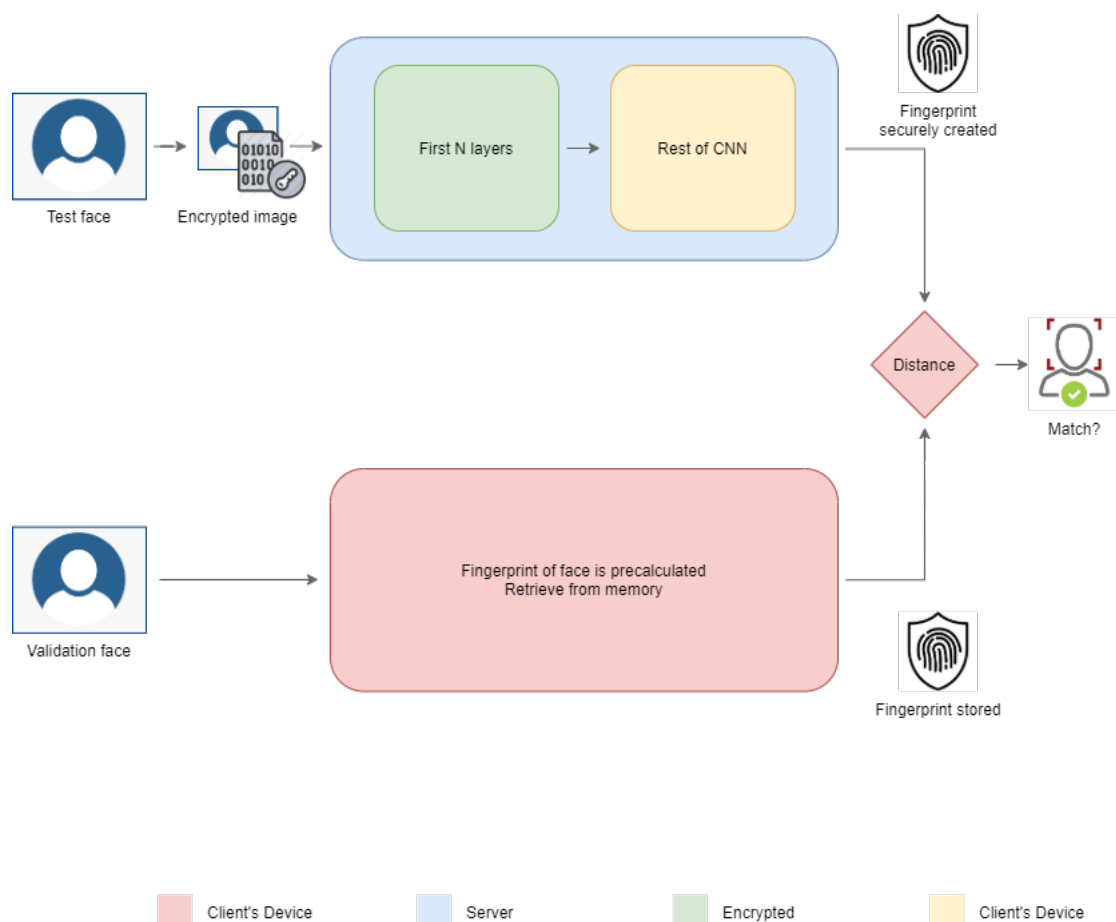 Test face
01010
0010
010
Encrypted image
First N layers
Rest of CNN
Fingerprint
securely created
Distance
Match?
Validation face
Fingerprint of face is precalculated
Retrieve from memory
Fingerprint stored
Client's Device
Server
Encrypted
Client's Device